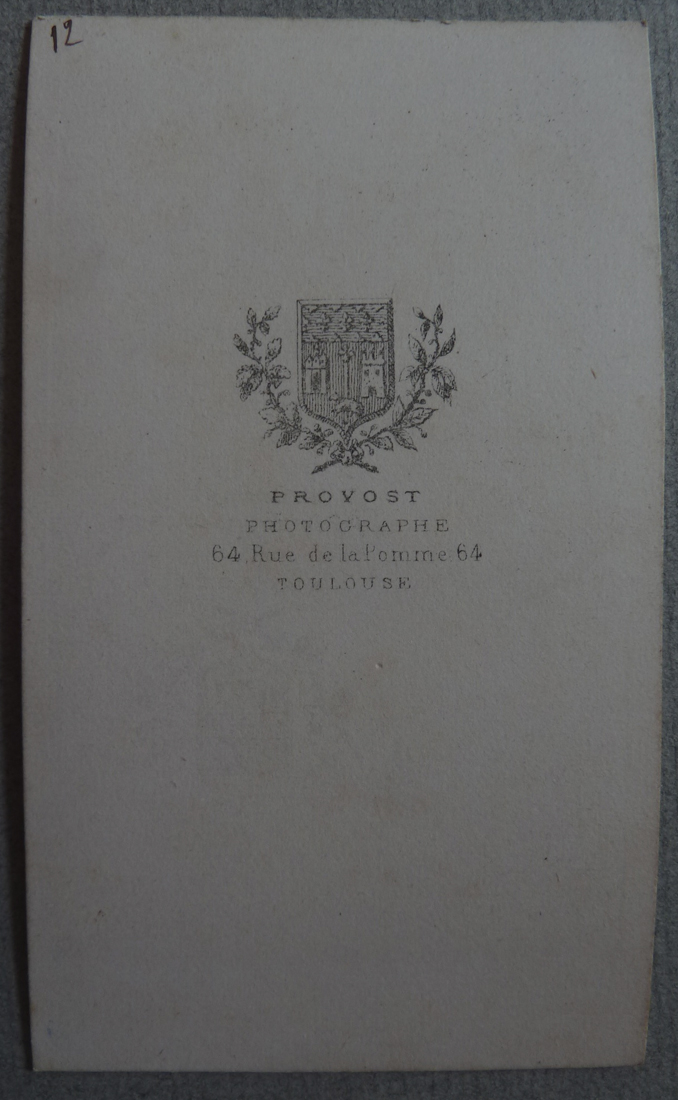 12
PROVOST
PHOTOGRAPHE
64, Rue de la Pomme 64
TOULOUSE